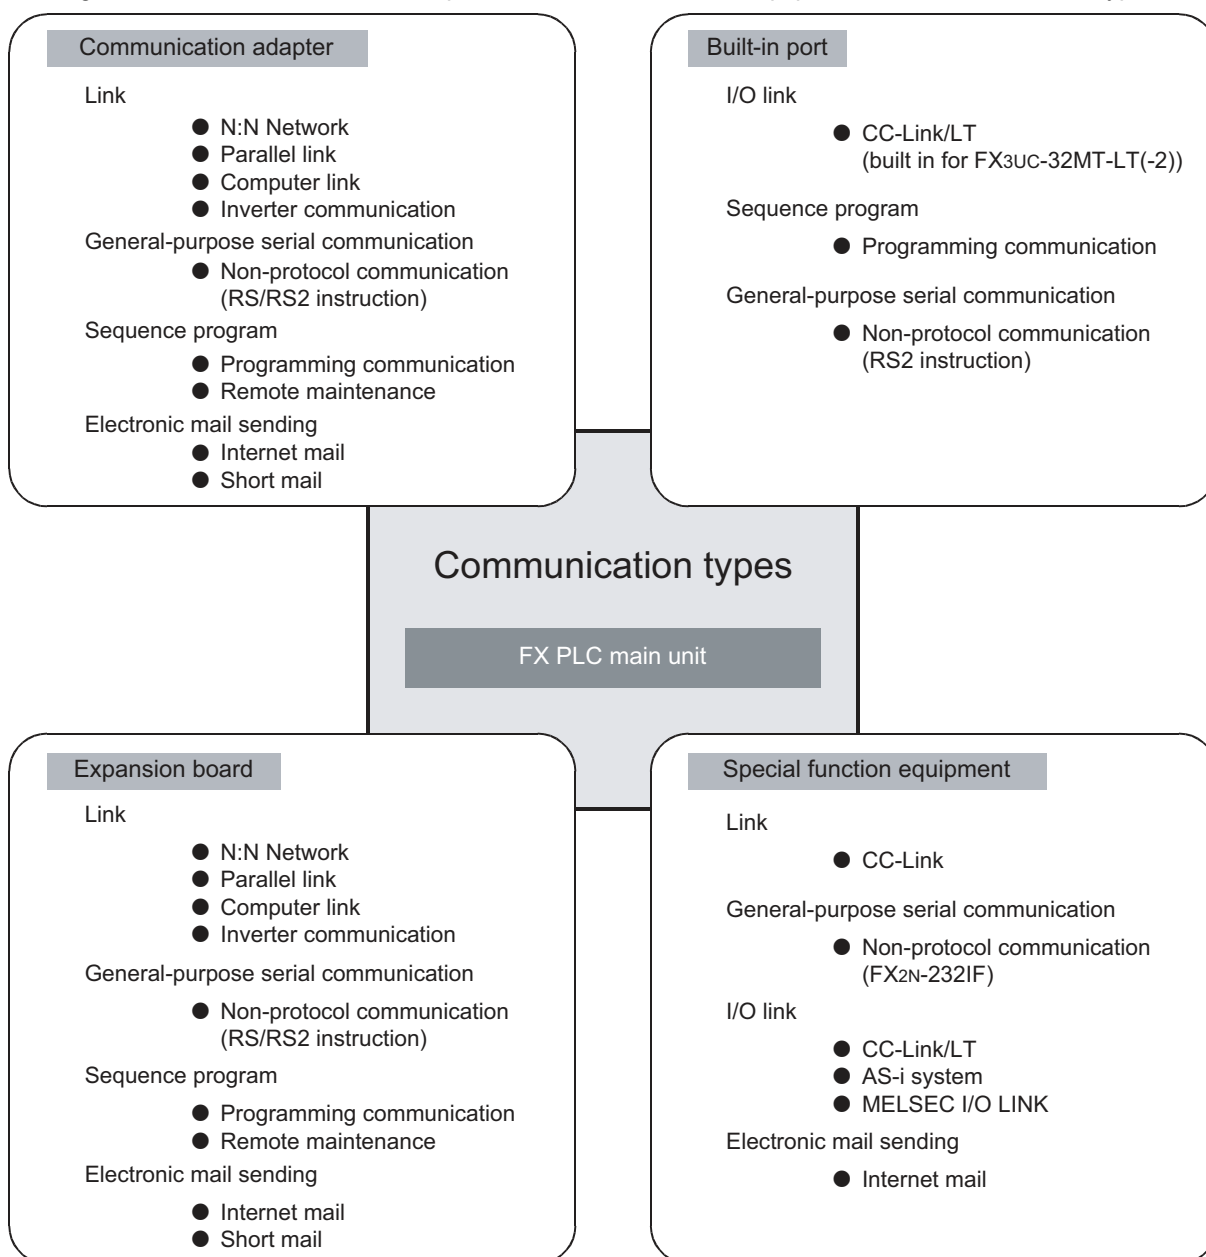 Communication adapter
Link
● N:N Network
● Parallel link
● Computer link
● Inverter communication
General-purpose serial communication
● Non-protocol communication
(RS/RS2 instruction)
Sequence program
● Programming communication
● Remote maintenance
Electronic mail sending
● Internet mail
● Short mail
Built-in port
I/O link
● CC-Link/LT
(built in for FX3UC-32MT-LT(-2))
Sequence program
● Programming communication
General-purpose serial communication
● Non-protocol communication
(RS2 instruction)
Communication types
FX PLC main unit
Expansion board
Link
● N:N Network
● Parallel link
● Computer link
● Inverter communication
General-purpose serial communication
● Non-protocol communication
(RS/RS2 instruction)
Sequence program
● Programming communication
● Remote maintenance
Electronic mail sending
● Internet mail
● Short mail
Special function equipment
Link
● CC-Link
General-purpose serial communication
● Non-protocol communication
(FX2N-232IF)
I/O link
● CC-Link/LT
● AS-i system
● MELSEC I/O LINK
Electronic mail sending
● Internet mail